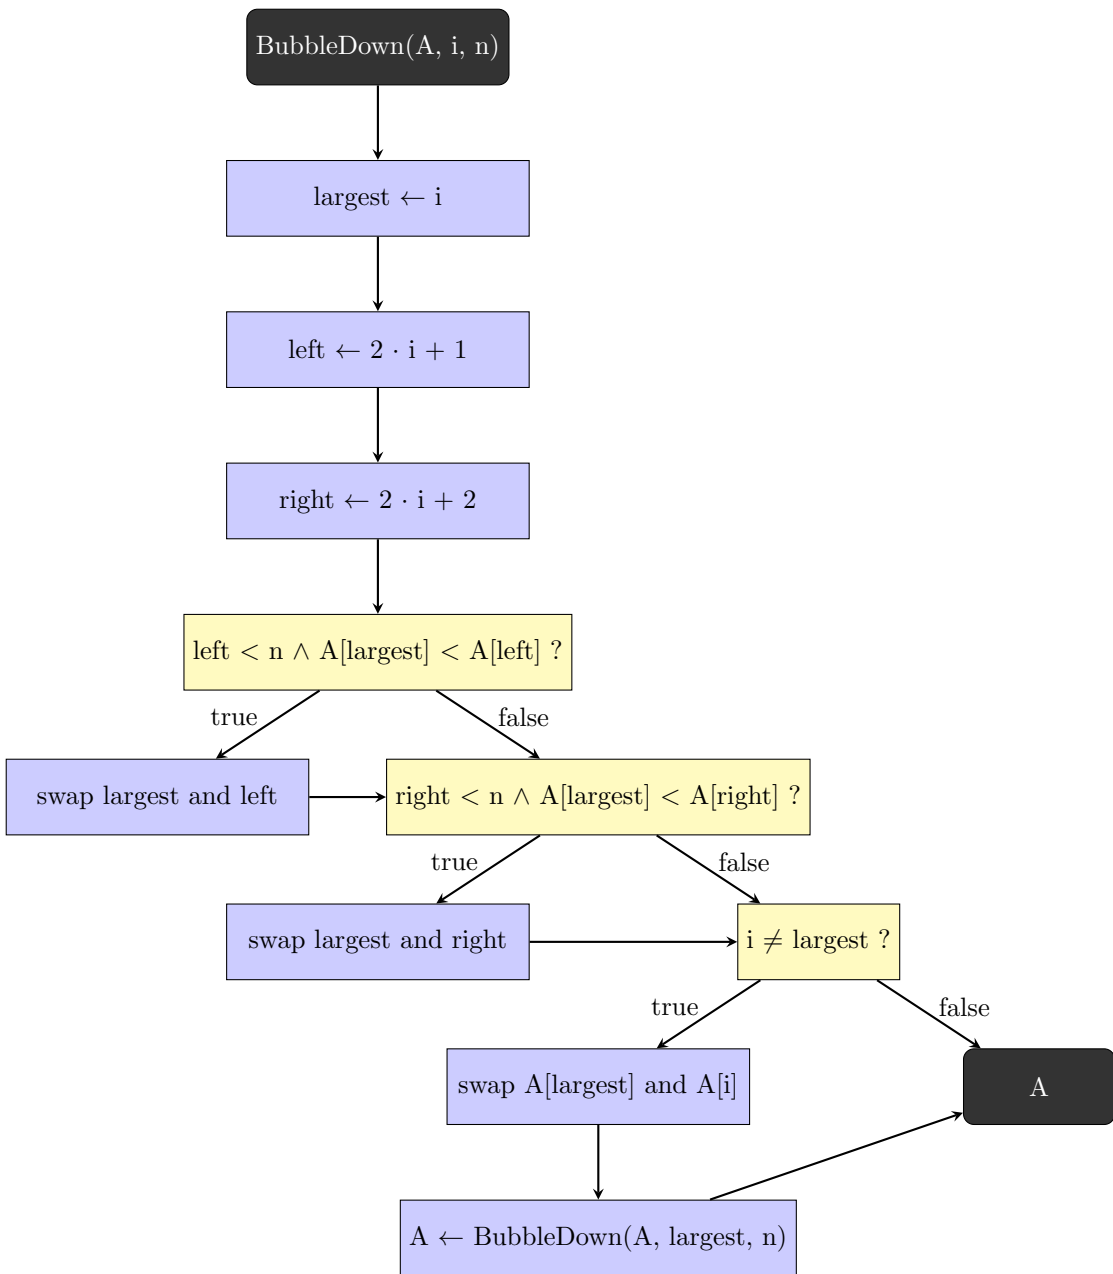 BubbleDown(A, i, n)
largest ← i
left ← 2 · i + 1
right ← 2 · i + 2
left < n ∧ A[largest] < A[left] ?
true
false
swap largest and left
right < n ∧ A[largest] < A[right] ?
true
false
swap largest and right
i ≠ largest ?
true
false
swap A[largest] and A[i]
A
A ← BubbleDown(A, largest, n)